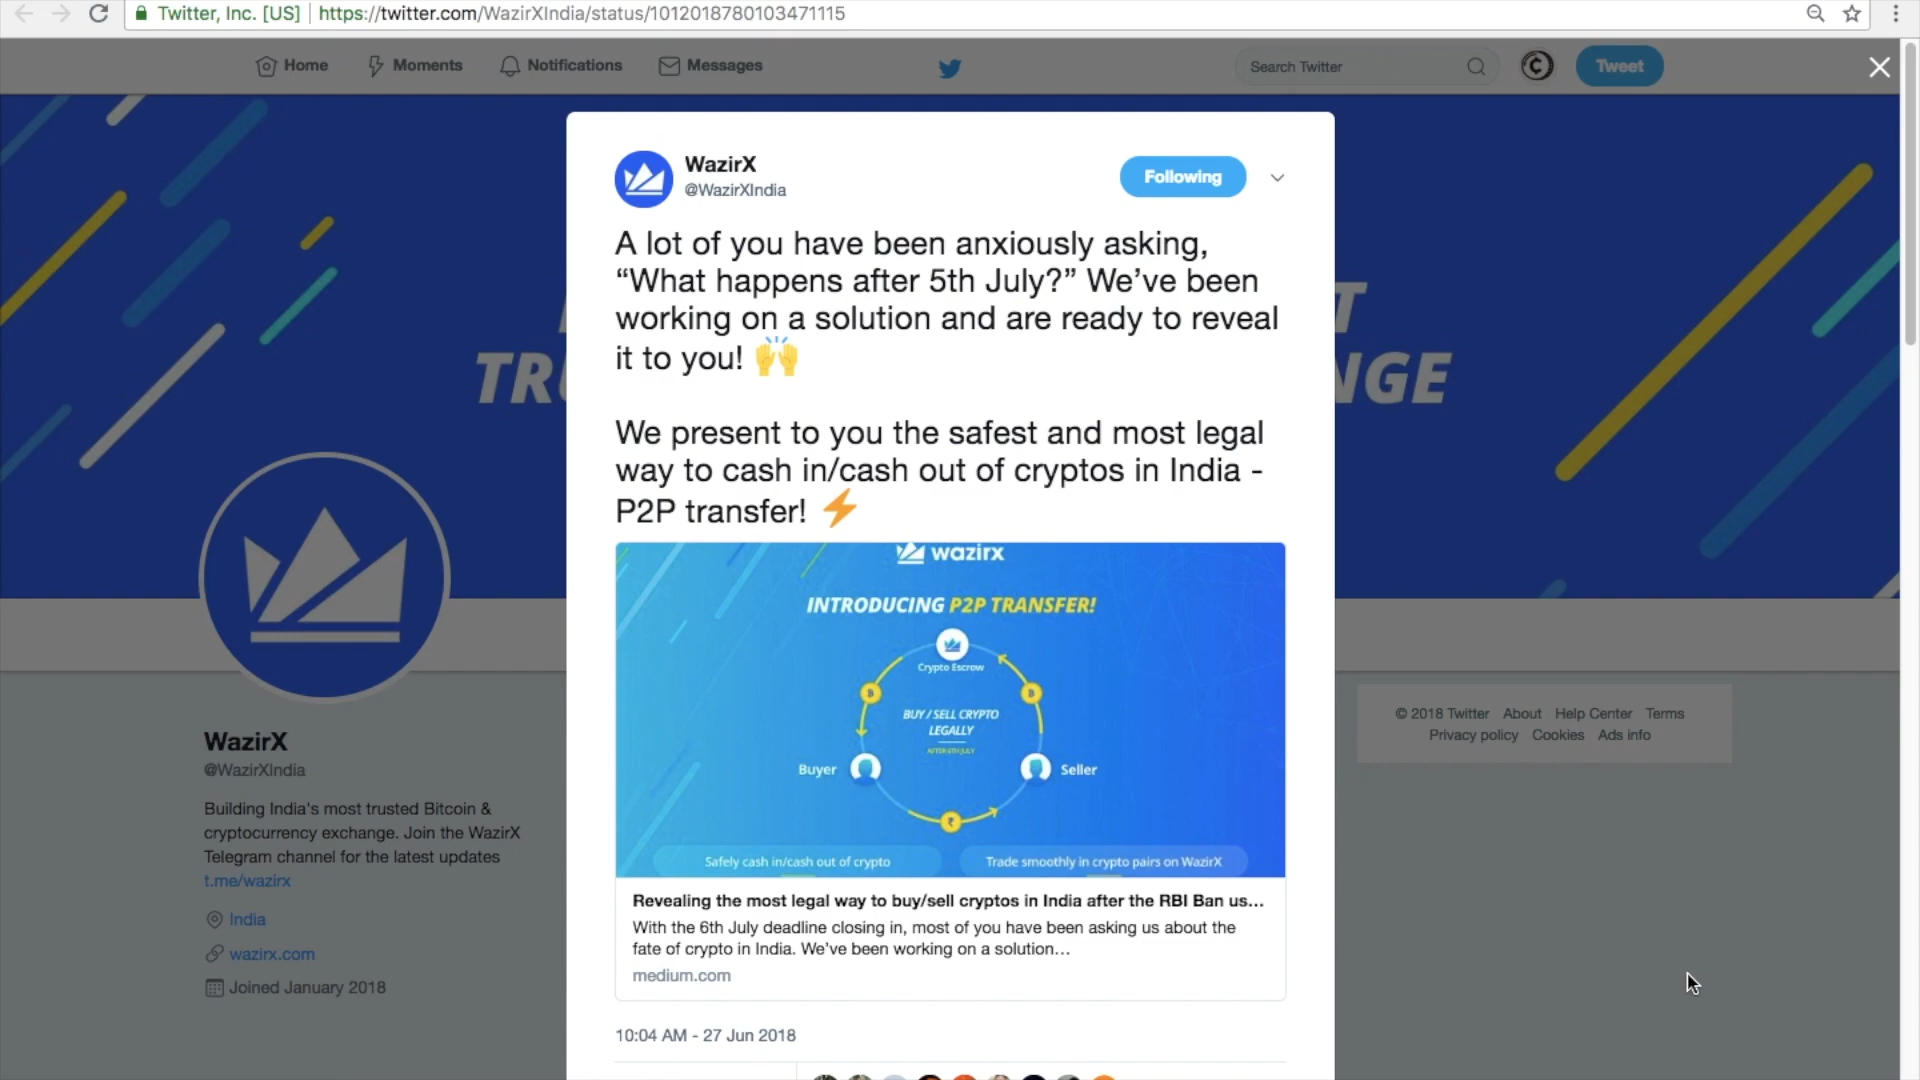 Twitter, Inc. [US] | https://twitter.com/WazirXIndia/status/1012018780103471115
Home Moments Notifications Messages Search Twitter Tweet
WazirX
@WazirXIndia
Following
A lot of you have been anxiously asking,
“What happens after 5th July?” We’ve been
working on a solution and are ready to reveal
it to you! 🙌
We present to you the safest and most legal
way to cash in/cash out of cryptos in India -
P2P transfer! ⚡
wazirx
INTRODUCING P2P TRANSFER!
Crypto Escrow
BUY / SELL CRYPTO
LEGALLY
AFTER 6TH JULY
Buyer
Seller
Safely cash in/cash out of crypto
Trade smoothly in crypto pairs on WazirX
Revealing the most legal way to buy/sell cryptos in India after the RBI Ban us...
With the 6th July deadline closing in, most of you have been asking us about the
fate of crypto in India. We’ve been working on a solution…
medium.com
10:04 AM - 27 Jun 2018
WazirX
@WazirXIndia
Building India's most trusted Bitcoin &
cryptocurrency exchange. Join the WazirX
Telegram channel for the latest updates
t.me/wazirx
India
wazirx.com
Joined January 2018
© 2018 Twitter About Help Center Terms
Privacy policy Cookies Ads info